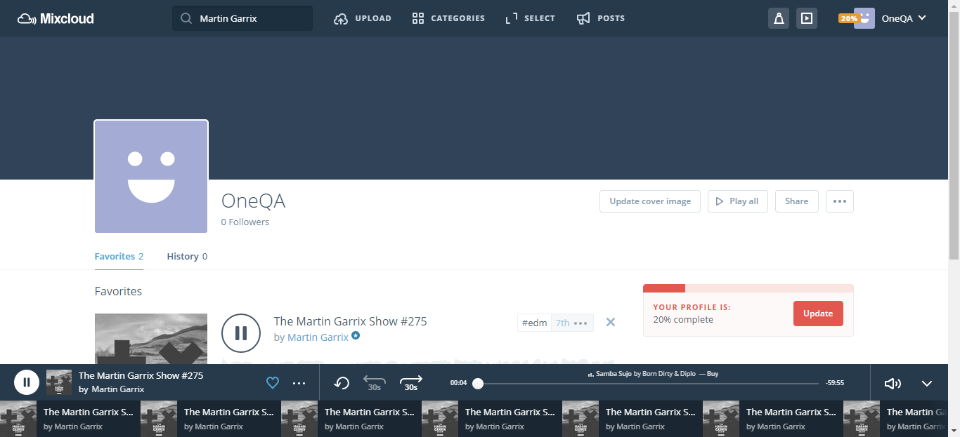 Mixcloud
Martin Garrix
UPLOAD
CATEGORIES
SELECT
POSTS
20%
OneQA
OneQA
0 Followers
Update cover image
Play all
Share
Favorites 2
History 0
Favorites
The Martin Garrix Show #275
by Martin Garrix
#edm
7th
YOUR PROFILE IS:
20% complete
Update
The Martin Garrix Show #275
by Martin Garrix
30s
30s
00:04
Samba Sujo by Born Dirty & Diplo — Buy
-59:55
The Martin Garrix S...
by Martin Garrix
The Martin Garrix S...
by Martin Garrix
The Martin Garrix S...
by Martin Garrix
The Martin Garrix S...
by Martin Garrix
The Martin Garrix S...
by Martin Garrix
The Martin Garrix S...
by Martin Garrix
The Martin
by Martin Garrix